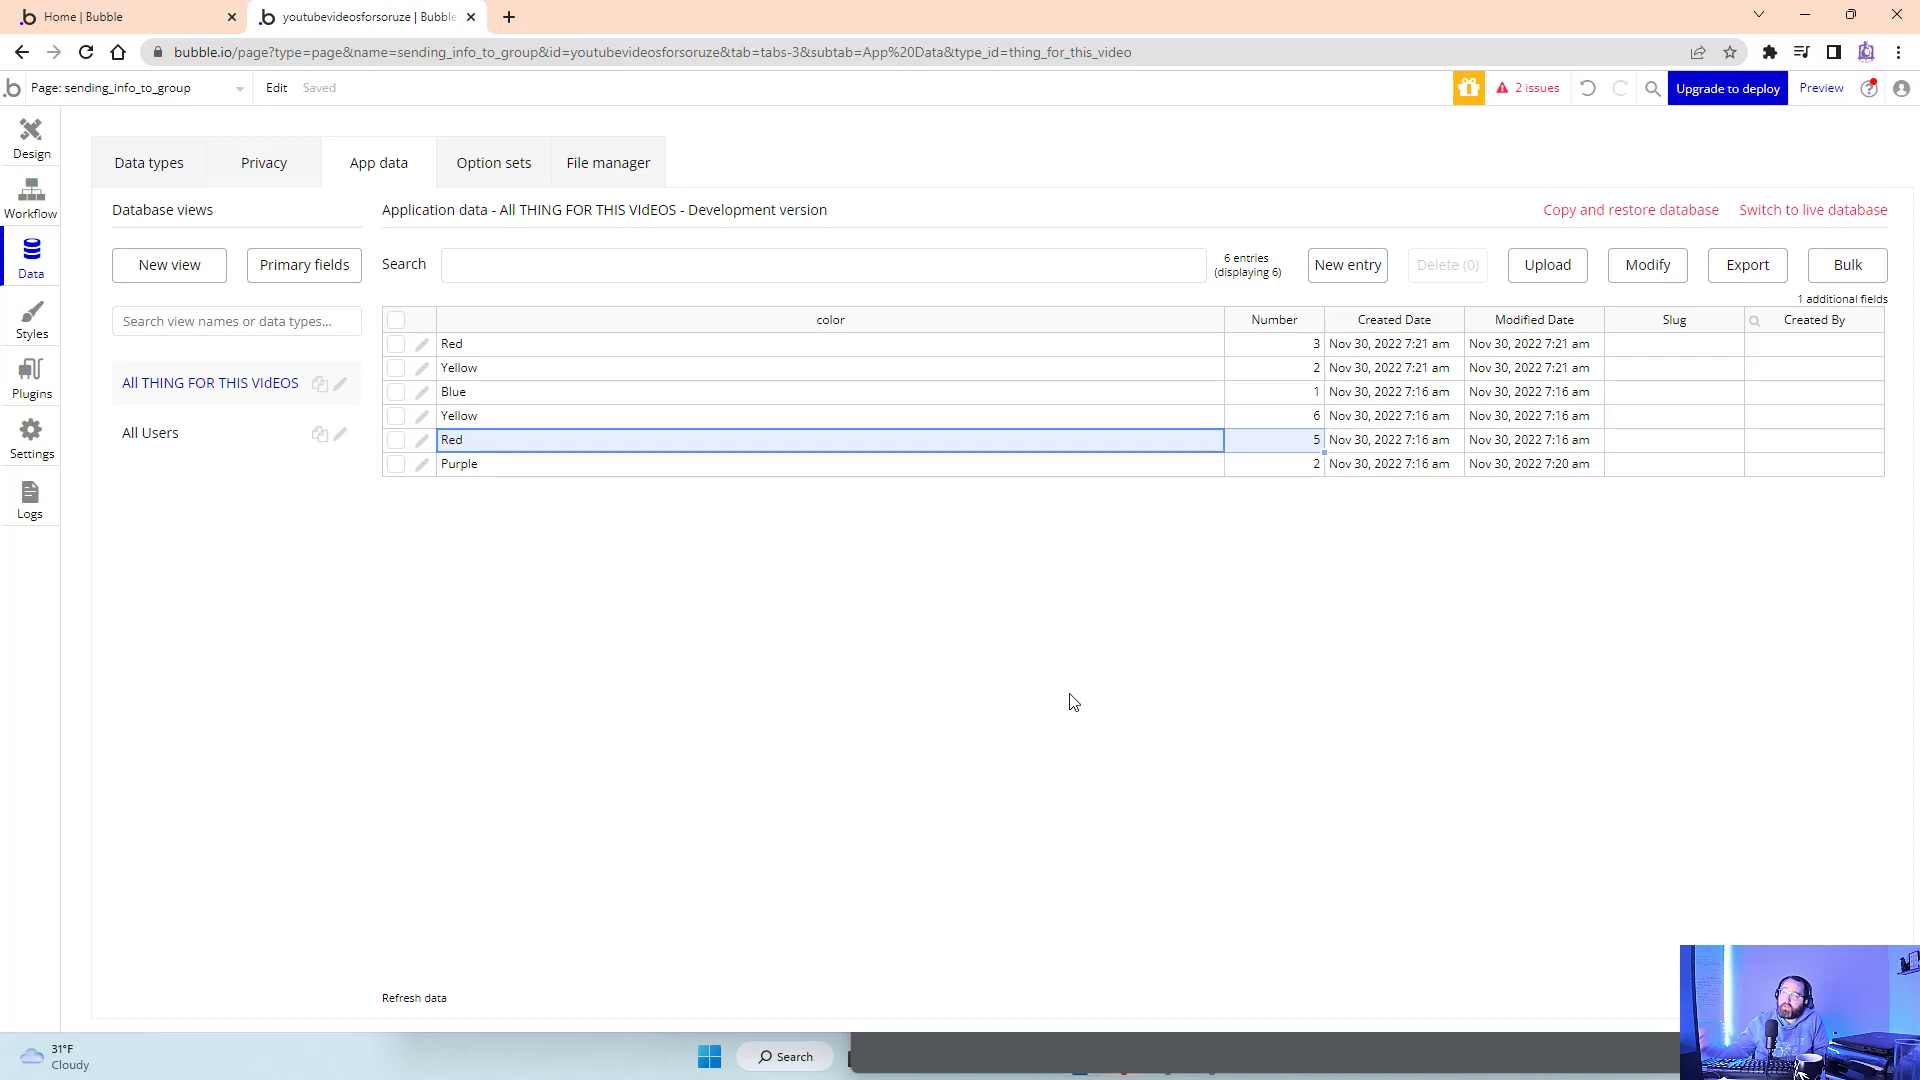 Home | Bubble
youtubevideosforsoruze | Bubble
bubble.io/page?type=page&name=sending_info_to_group&id=youtubevideosforsoruze&tab=tabs-3&subtab=App%20Data&type_id=thing_for_this_video
Page: sending_info_to_group
Edit
Saved
2 issues
Upgrade to deploy
Preview
Design
Workflow
Data
Styles
Plugins
Settings
Logs
Data types
Privacy
App data
Option sets
File manager
Database views
Application data - All THING FOR THIS VIdEOS - Development version
Copy and restore database
Switch to live database
New view
Primary fields
Search
6 entries
(displaying 6)
New entry
Delete (0)
Upload
Modify
Export
Bulk
1 additional fields
Search view names or data types...
All THING FOR THIS VIdEOS
All Users
color Number Created Date Modified Date Slug Created By
Red 3 Nov 30, 2022 7:21 am Nov 30, 2022 7:21 am
Yellow 2 Nov 30, 2022 7:21 am Nov 30, 2022 7:21 am
Blue 1 Nov 30, 2022 7:16 am Nov 30, 2022 7:16 am
Yellow 6 Nov 30, 2022 7:16 am Nov 30, 2022 7:16 am
Red 5 Nov 30, 2022 7:16 am Nov 30, 2022 7:16 am
Purple 2 Nov 30, 2022 7:16 am Nov 30, 2022 7:20 am
Refresh data
31°F
Cloudy
Search